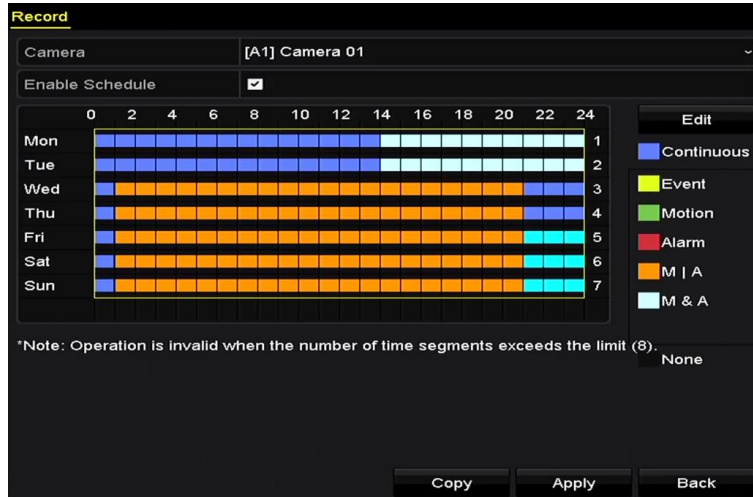 Record
Camera [A1] Camera 01
Enable Schedule
0 2 4 6 8 10 12 14 16 18 20 22 24
Edit
Mon 1
Continuous
Tue 2
Wed 3
Event
Thu 4
Motion
Fri 5
Alarm
Sat 6
M | A
Sun 7
M & A
*Note: Operation is invalid when the number of time segments exceeds the limit (8).
None
Copy Apply Back